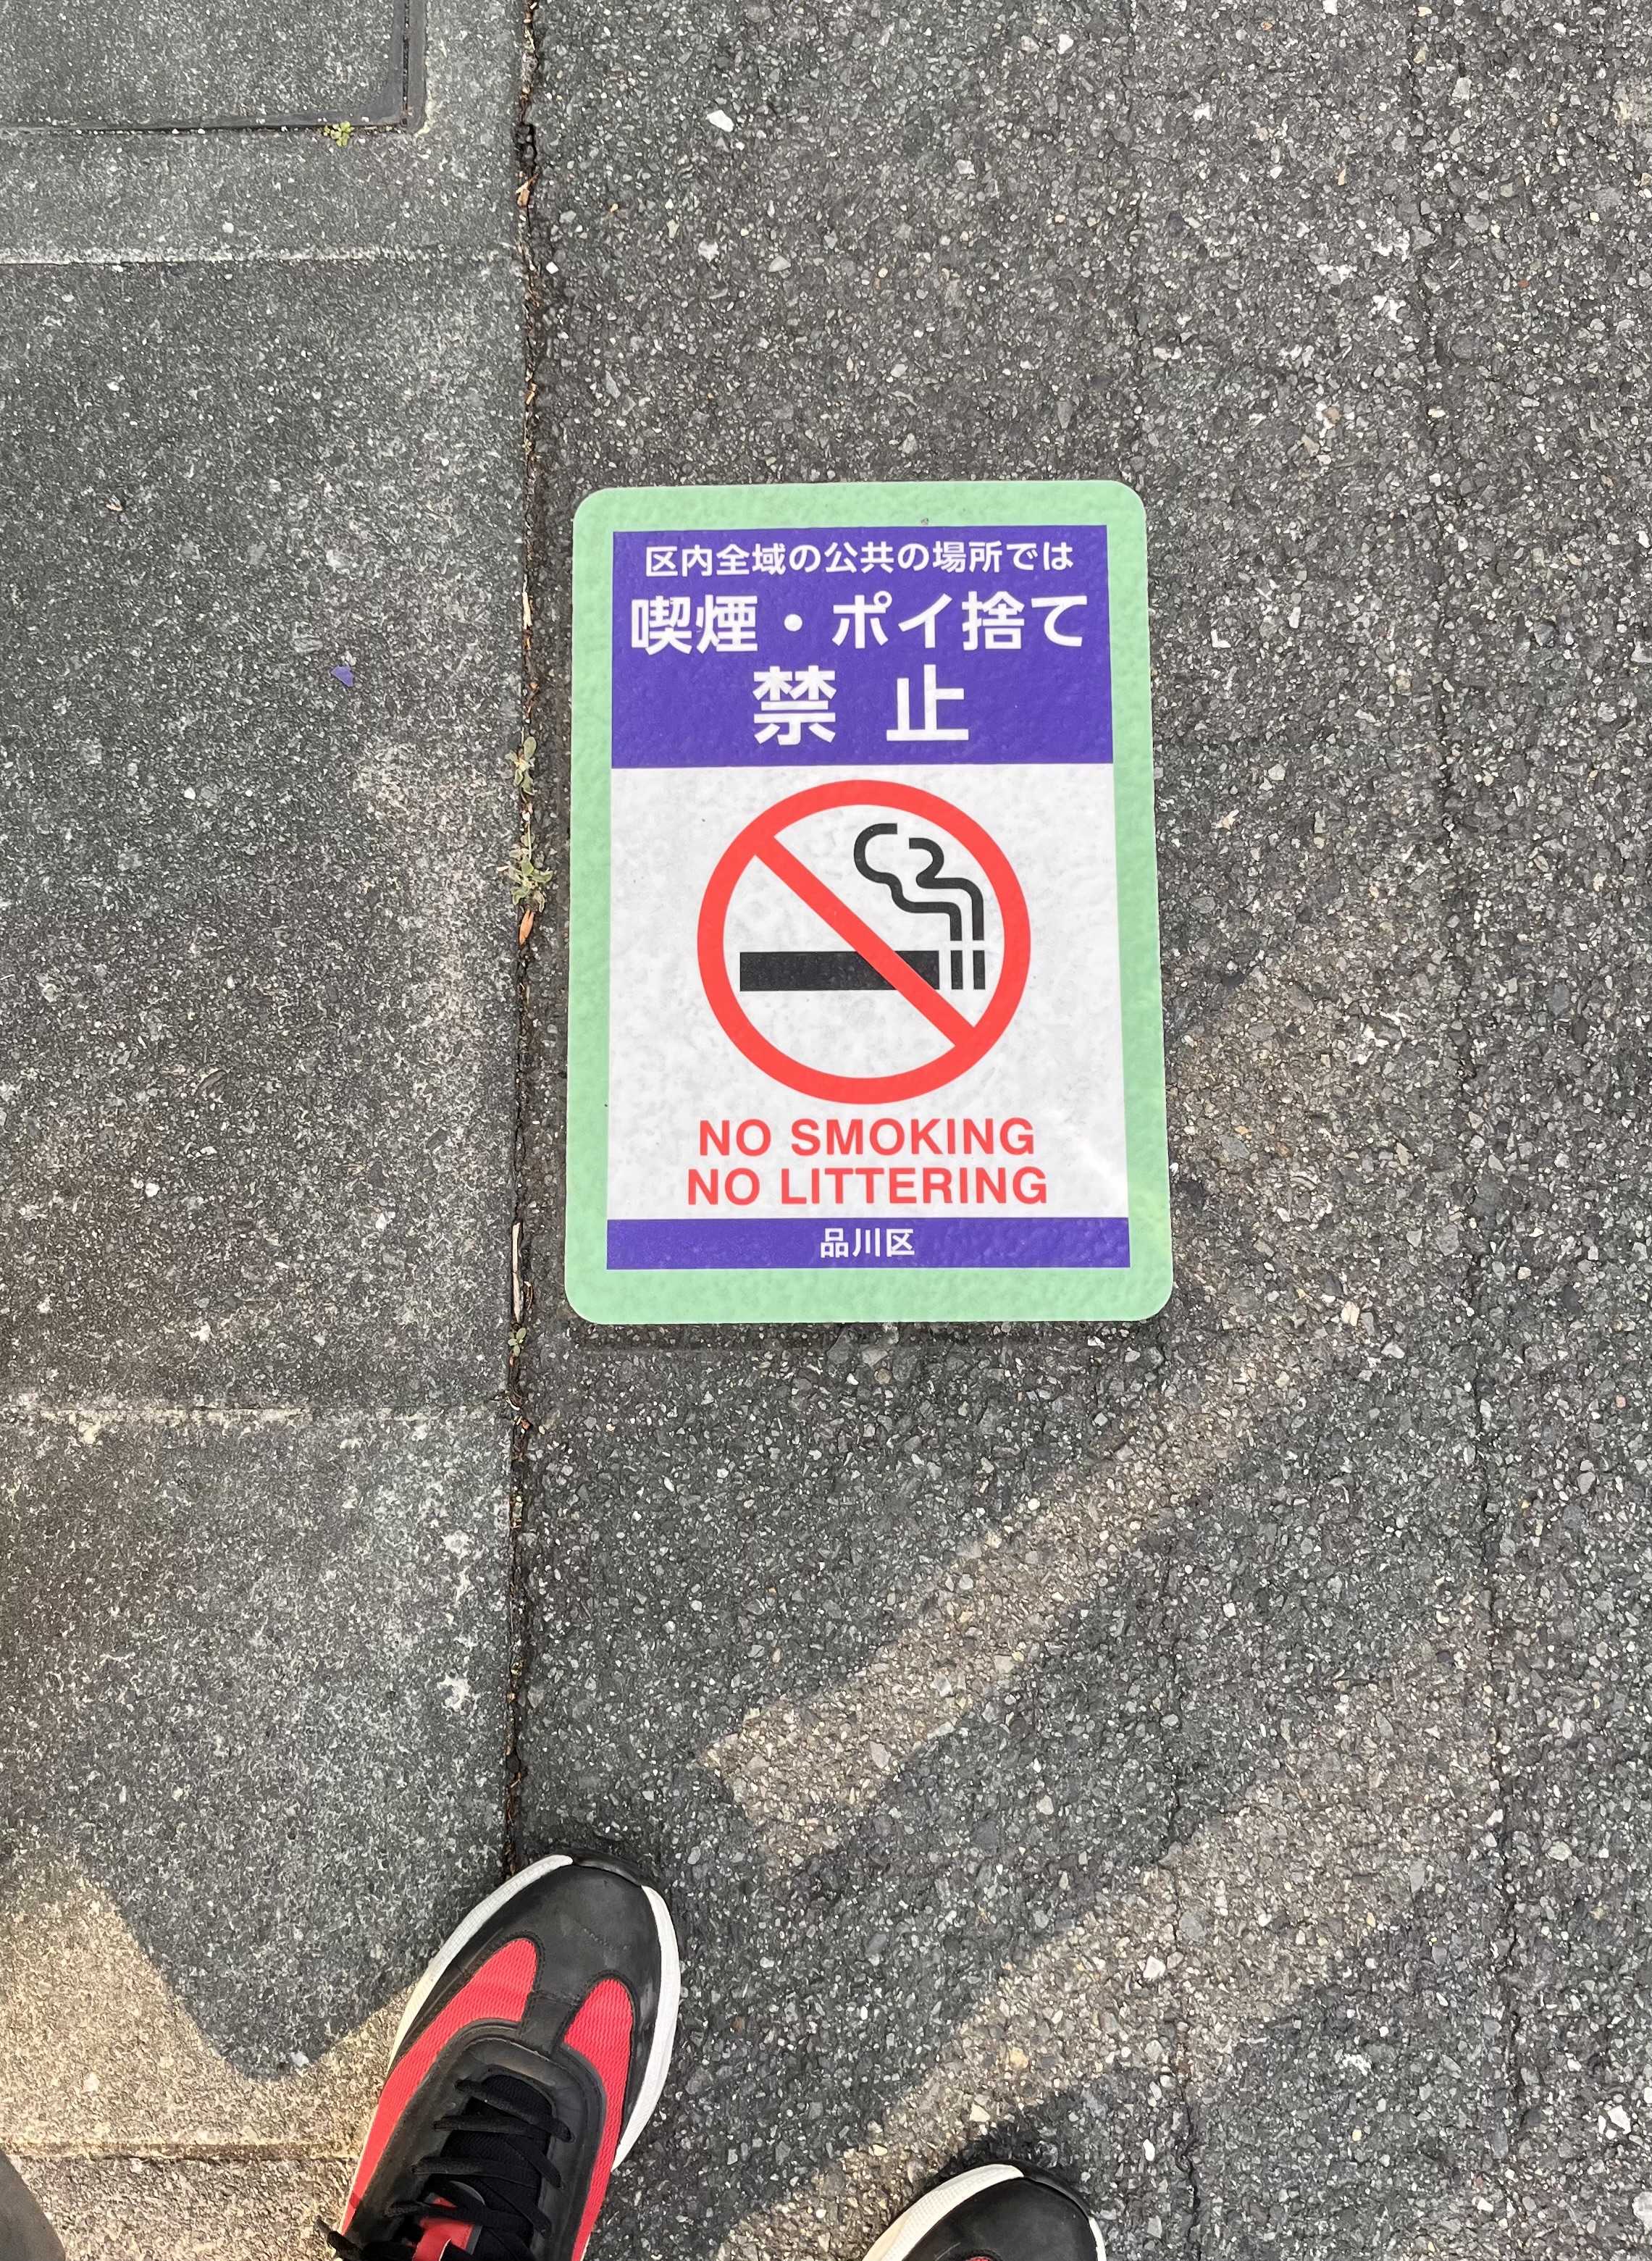 区内全域の公共の場所では
喫煙・ポイ捨て
禁止
NO SMOKING
NO LITTERING
品川区